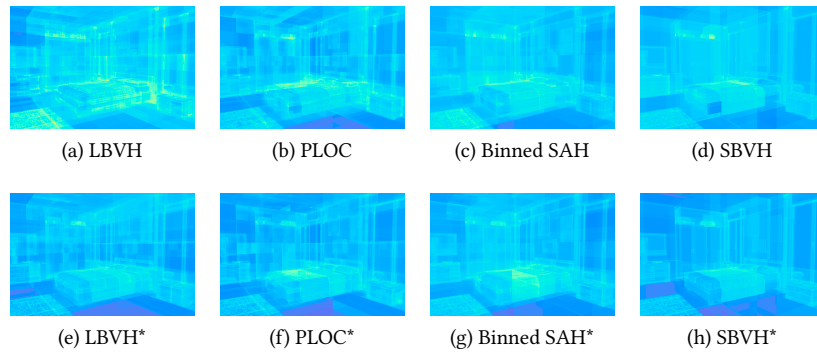 (a) LBVH
(b) PLOC
(c) Binned SAH
(d) SBVH
(e) LBVH*
(f) PLOC*
(g) Binned SAH*
(h) SBVH*